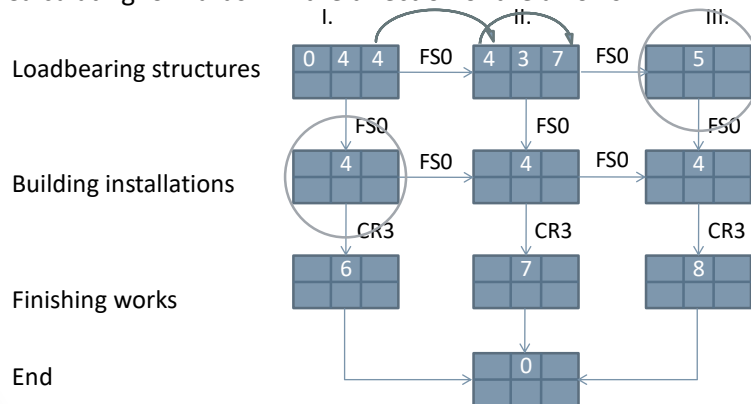 I. II. III.
Loadbearing structures 0 4 4 FS0 4 3 7 FS0 5
FS0 FS0 FS0
Building installations 4 FS0 4 FS0 4
CR3 CR3 CR3
Finishing works 6 7 8
End 0